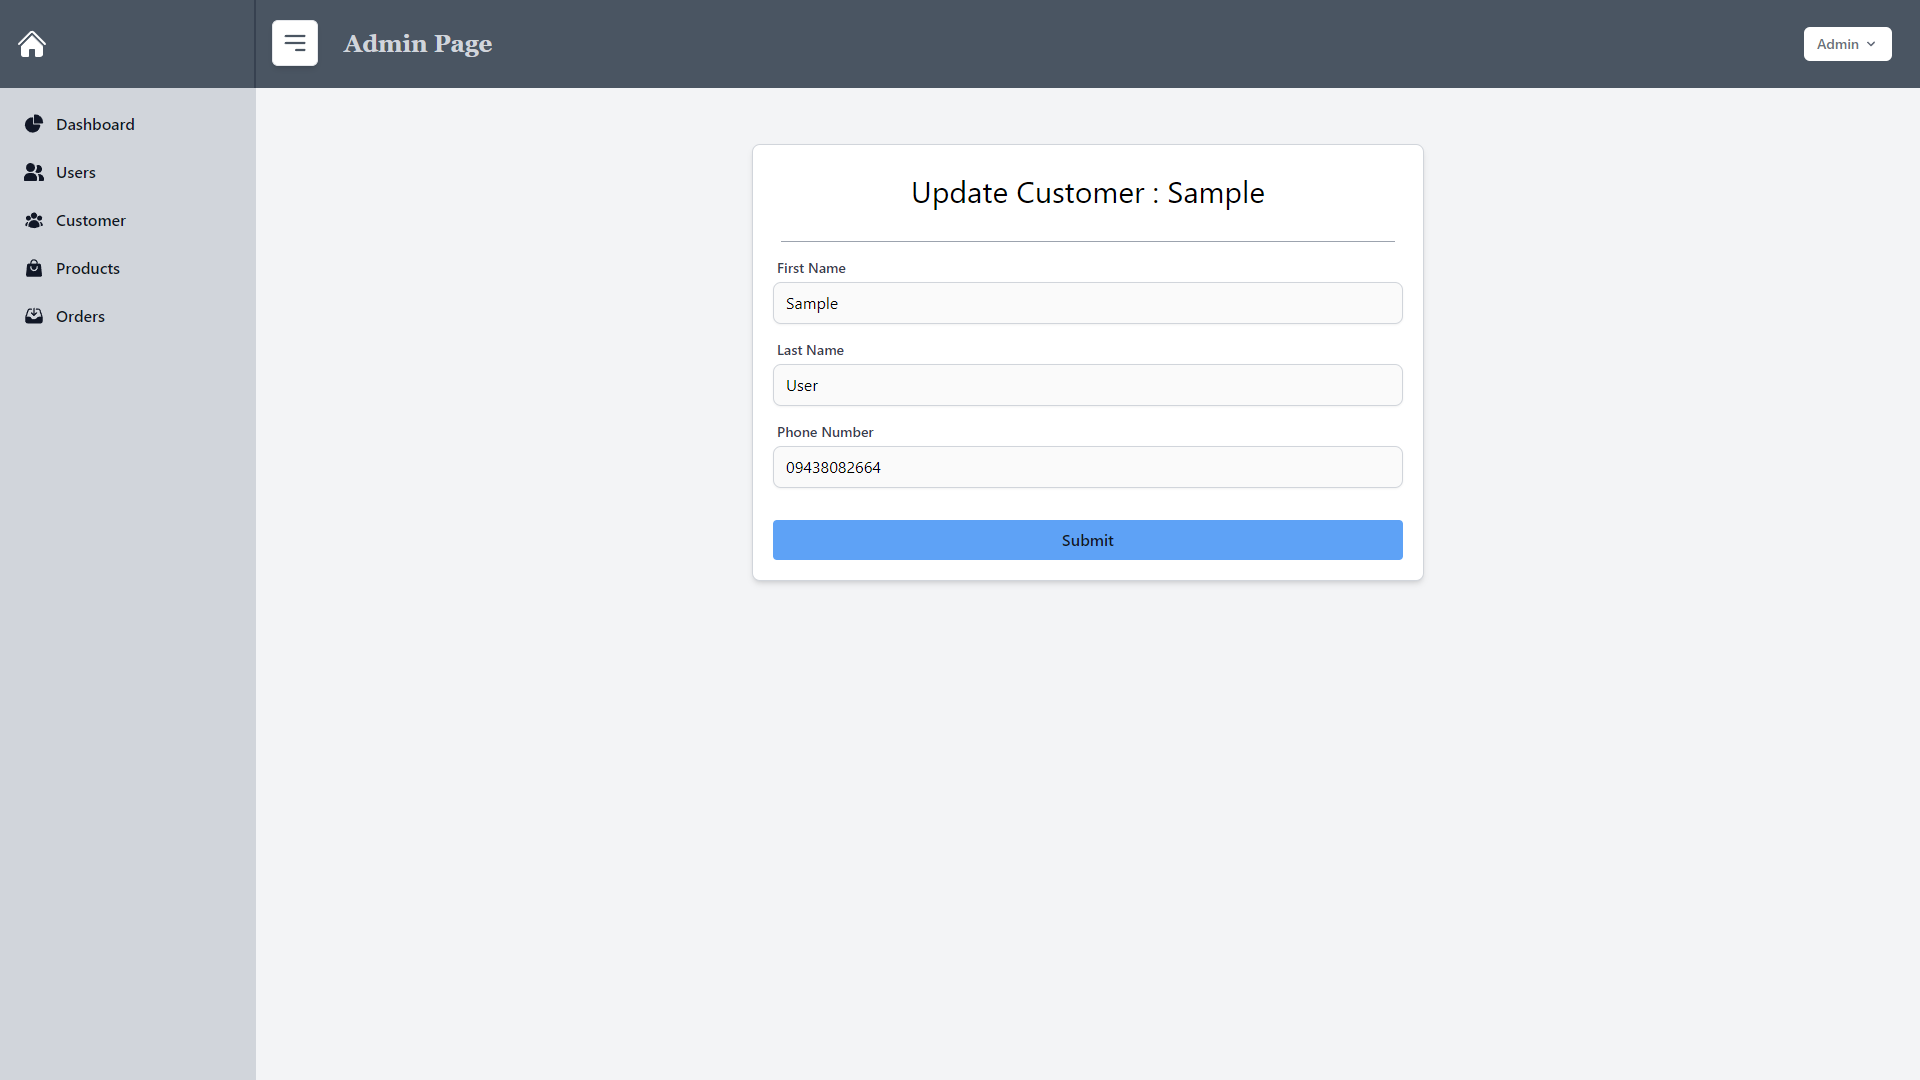 Admin Page
Admin
Dashboard
Users
Customer
Products
Orders
Update Customer : Sample
First Name
Sample
Last Name
User
Phone Number
09438082664
Submit